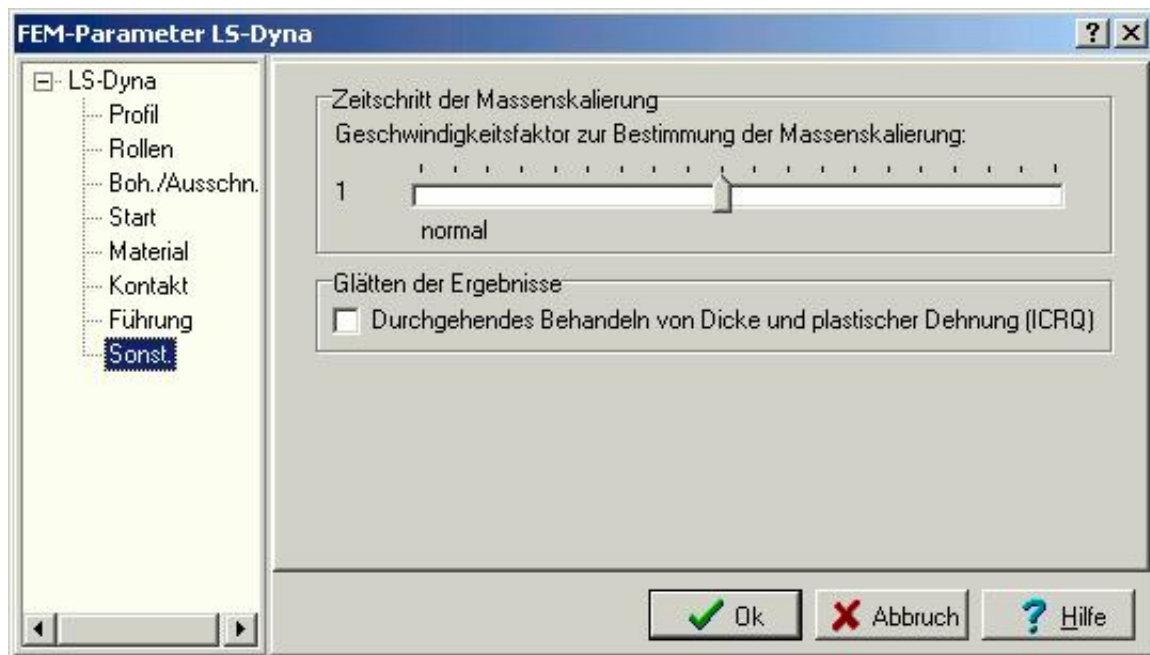 FEM-Parameter LS-Dyna
LS-Dyna
Profil
Rollen
Boh./Ausschn.
Start
Material
Kontakt
Führung
Sonst.
Zeitschritt der Massenskalierung
Geschwindigkeitsfaktor zur Bestimmung der Massenskalierung:
1
normal
Glätten der Ergebnisse
Durchgehendes Behandeln von Dicke und plastischer Dehnung (ICRQ)
Ok
Abbruch
? Hilfe